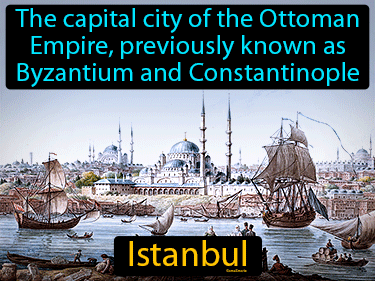 The capital city of the Ottoman
Empire, previously known as
Byzantium and Constantinople
Istanbul